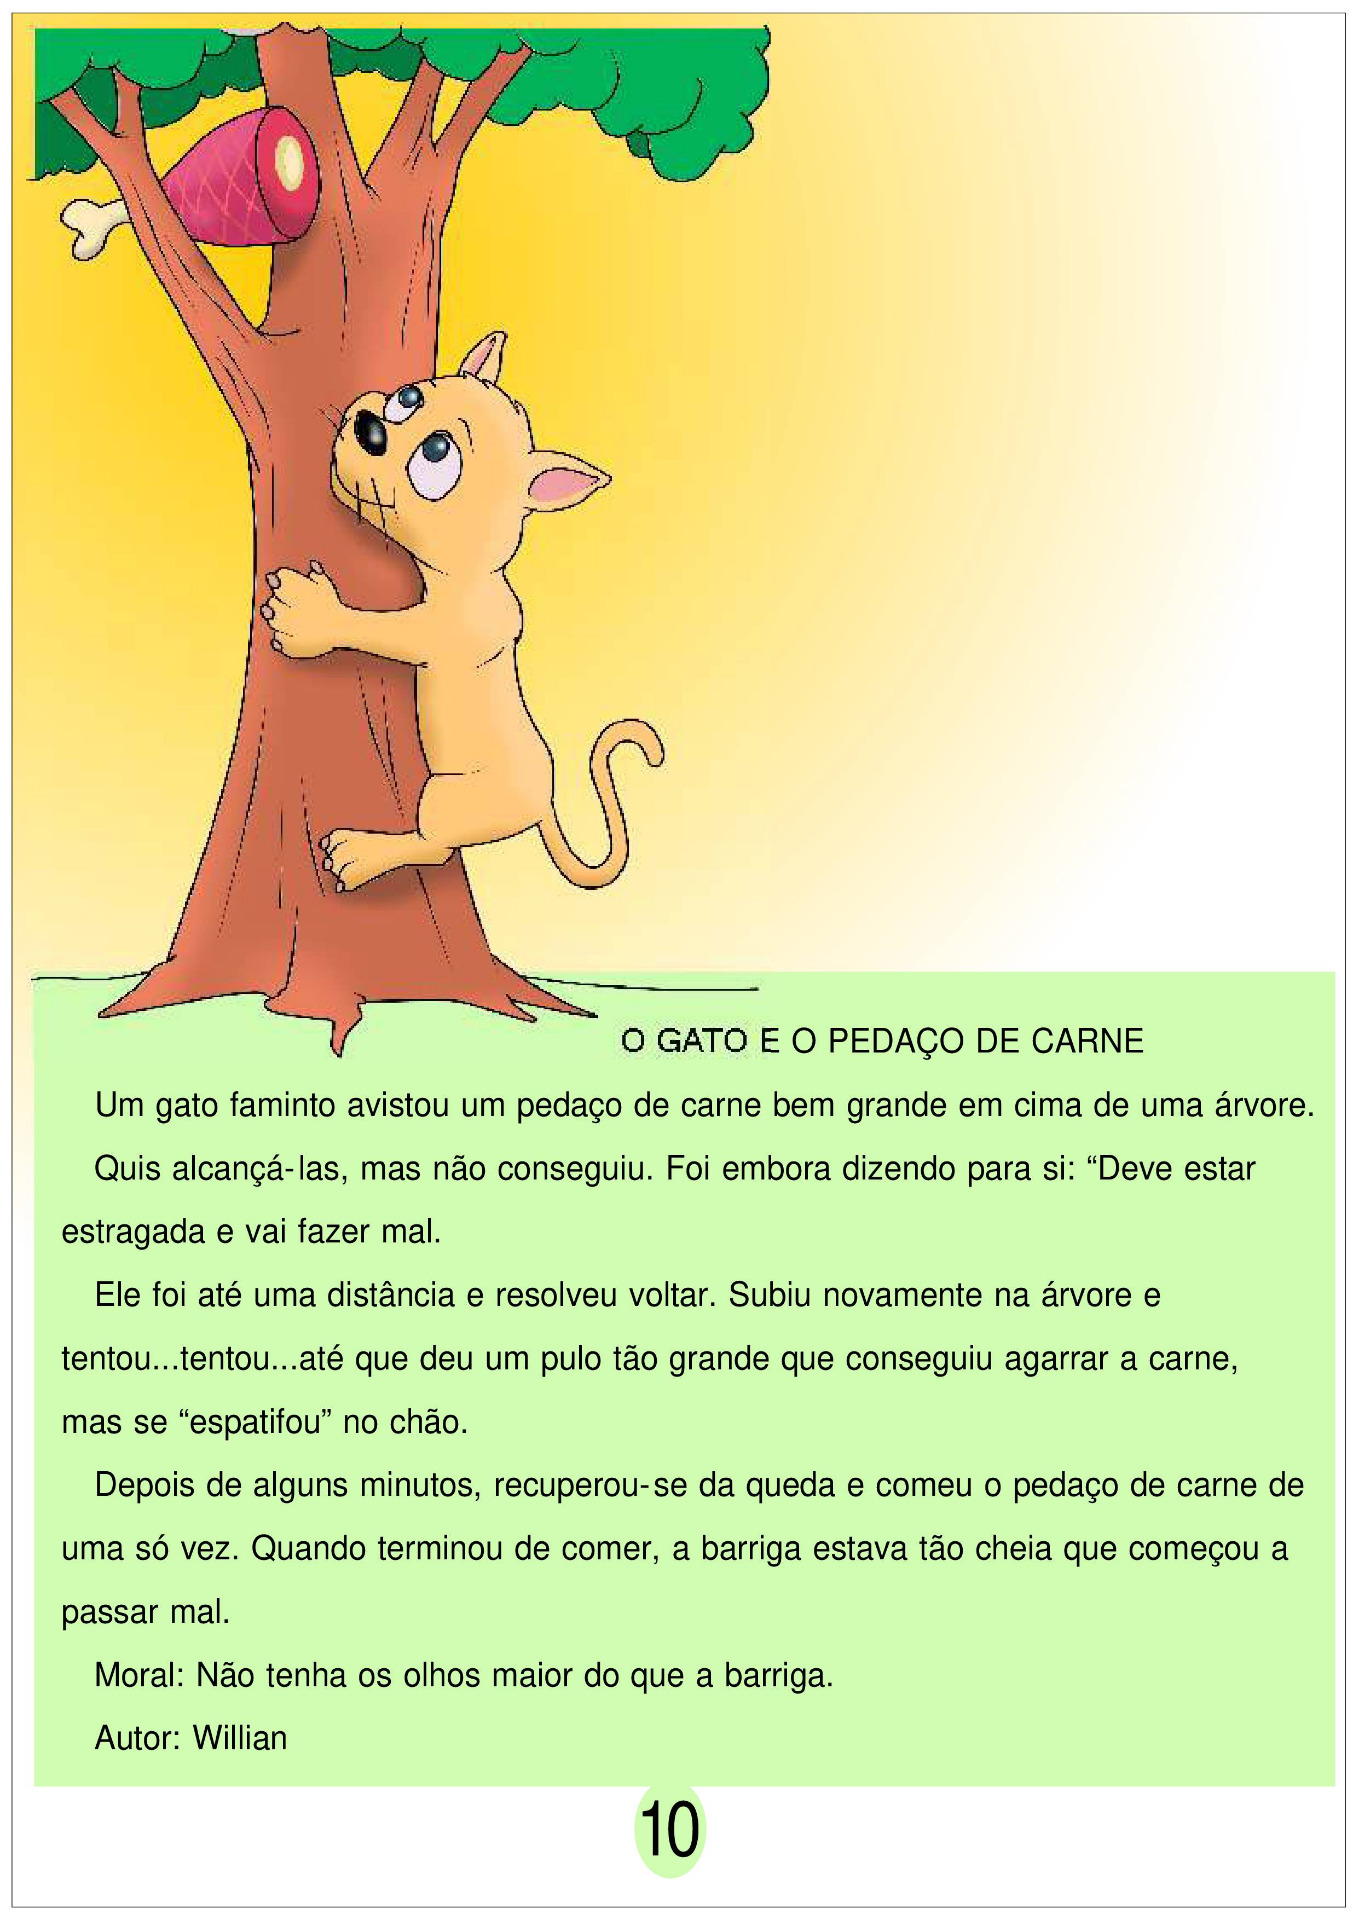 O GATO E O PEDAÇO DE CARNE
Um gato faminto avistou um pedaço de carne bem grande em cima de uma árvore.
Quis alcançá-las, mas não conseguiu. Foi embora dizendo para si: “Deve estar
estragada e vai fazer mal.
Ele foi até uma distância e resolveu voltar. Subiu novamente na árvore e
tentou...tentou...até que deu um pulo tão grande que conseguiu agarrar a carne,
mas se “espatifou” no chão.
Depois de alguns minutos, recuperou-se da queda e comeu o pedaço de carne de
uma só vez. Quando terminou de comer, a barriga estava tão cheia que começou a
passar mal.
Moral: Não tenha os olhos maior do que a barriga.
Autor: Willian
10